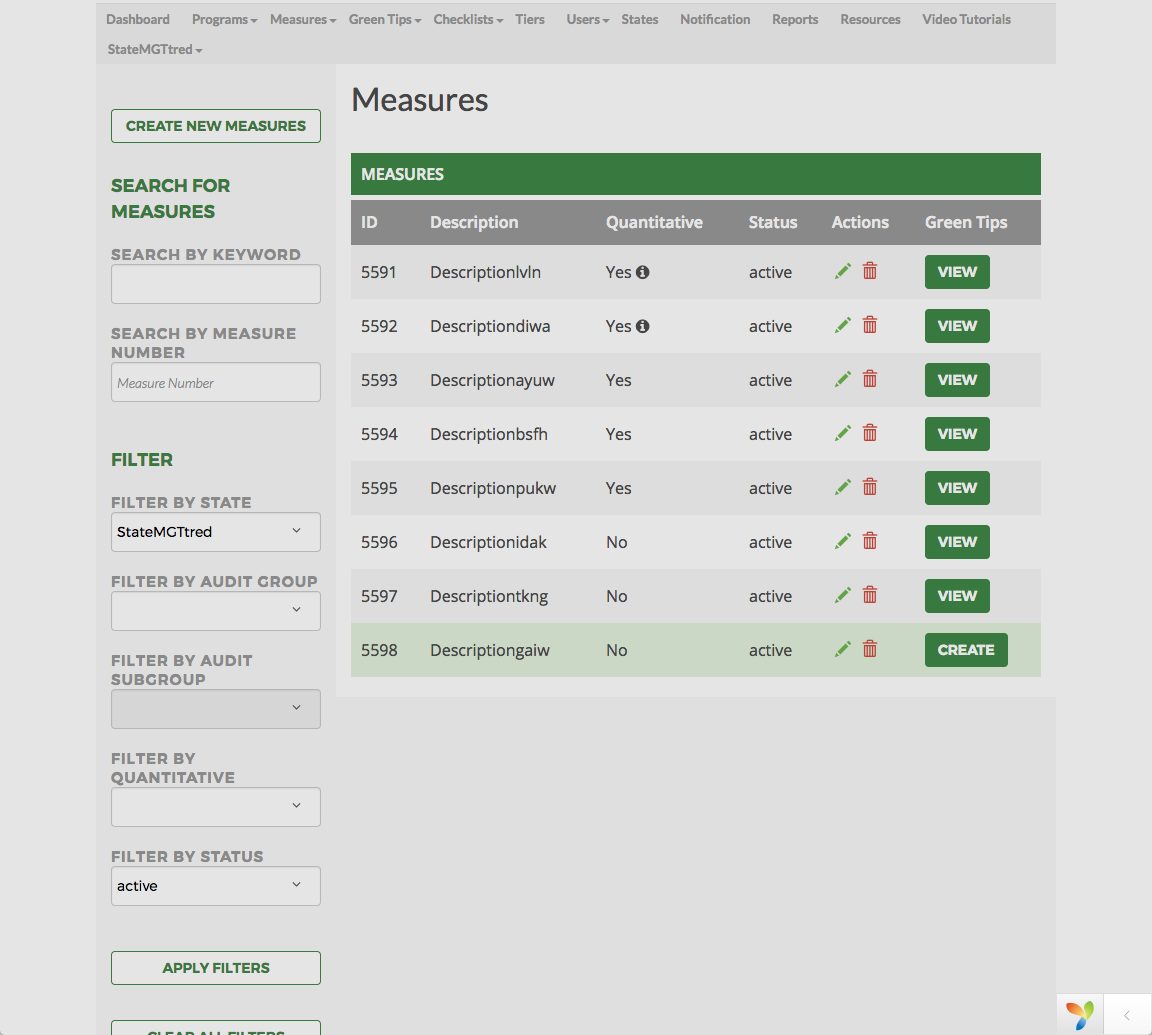 Dashboard Programs Measures Green Tips Checklists Tiers Users States Notification Reports Resources Video Tutorials
StateMGTtred
CREATE NEW MEASURES
SEARCH FOR
MEASURES
SEARCH BY KEYWORD
SEARCH BY MEASURE
NUMBER
Measure Number
FILTER
FILTER BY STATE
StateMGTtred
FILTER BY AUDIT GROUP
FILTER BY AUDIT
SUBGROUP
FILTER BY
QUANTITATIVE
FILTER BY STATUS
active
APPLY FILTERS
CLEAR ALL FILTERS
Measures
MEASURES
ID Description Quantitative Status Actions Green Tips
5591 Descriptionlvln Yes active VIEW
5592 Descriptiondiwa Yes active VIEW
5593 Descriptionayuw Yes active VIEW
5594 Descriptionbsfh Yes active VIEW
5595 Descriptionpukw Yes active VIEW
5596 Descriptionidak No active VIEW
5597 Descriptiontkng No active VIEW
5598 Descriptiongaiw No active CREATE